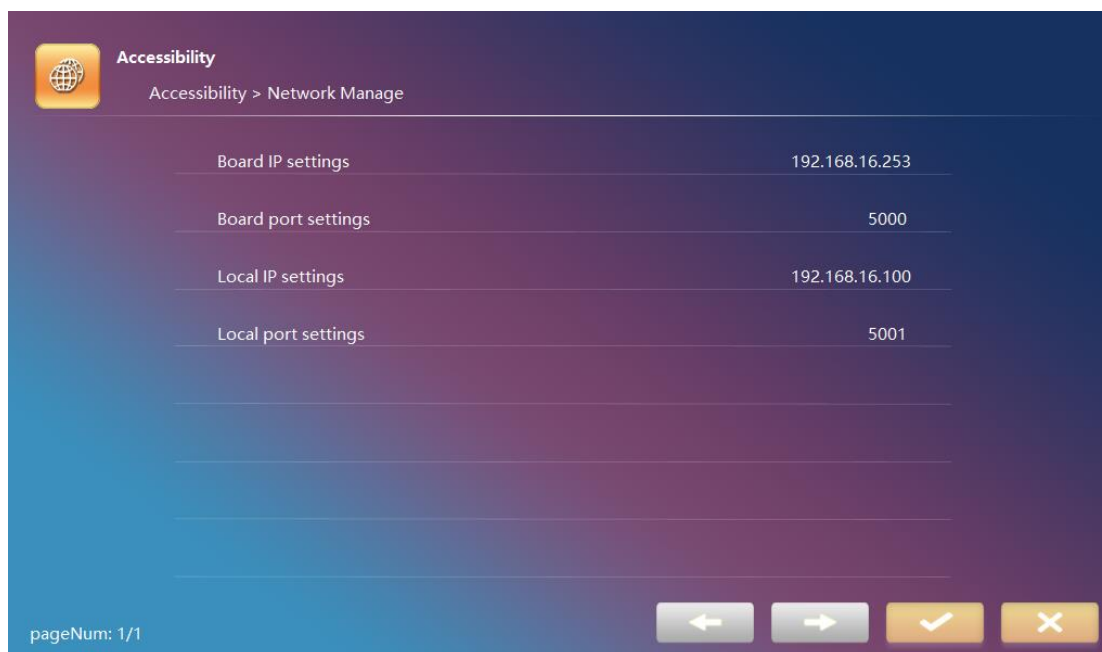 Accessibility
Accessibility > Network Manage
Board IP settings 192.168.16.253
Board port settings 5000
Local IP settings 192.168.16.100
Local port settings 5001
pageNum: 1/1